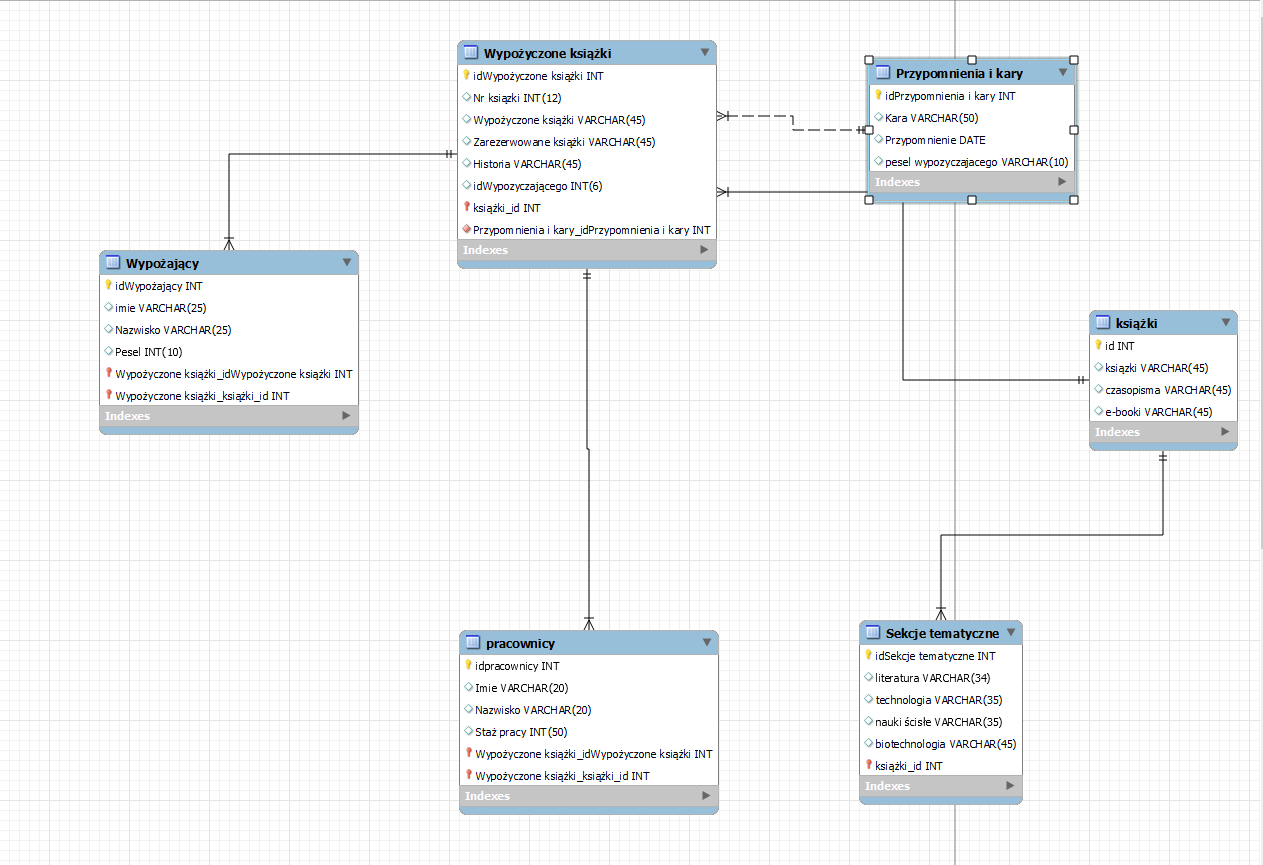 Wypożyczone książki
idWypożyczone książki INT
Nr ksiązki INT(12)
Wypożyczone książki VARCHAR(45)
Zarezerwowane książki VARCHAR(45)
Historia VARCHAR(45)
idWypozyczającego INT(6)
książki_id INT
Przypomnienia i kary_idPrzypomnienia i kary INT
Indexes
Przypomnienia i kary
idPrzypomnienia i kary INT
Kara VARCHAR(50)
Przypomnienie DATE
pesel wypozyczajacego VARCHAR(10)
Indexes
Wypożający
idWypożający INT
imie VARCHAR(25)
Nazwisko VARCHAR(25)
Pesel INT(10)
Wypożyczone książki_idWypożyczone książki INT
Wypożyczone książki_książki_id INT
Indexes
książki
id INT
ksiązki VARCHAR(45)
czasopisma VARCHAR(45)
e-booki VARCHAR(45)
Indexes
pracownicy
idpracownicy INT
Imie VARCHAR(20)
Nazwisko VARCHAR(20)
Staż pracy INT(50)
Wypożyczone książki_idWypożyczone książki INT
Wypożyczone książki_książki_id INT
Indexes
Sekcje tematyczne
idSekcje tematyczne INT
literatura VARCHAR(34)
technologia VARCHAR(35)
nauki ścisłe VARCHAR(35)
biotechnologia VARCHAR(45)
książki_id INT
Indexes